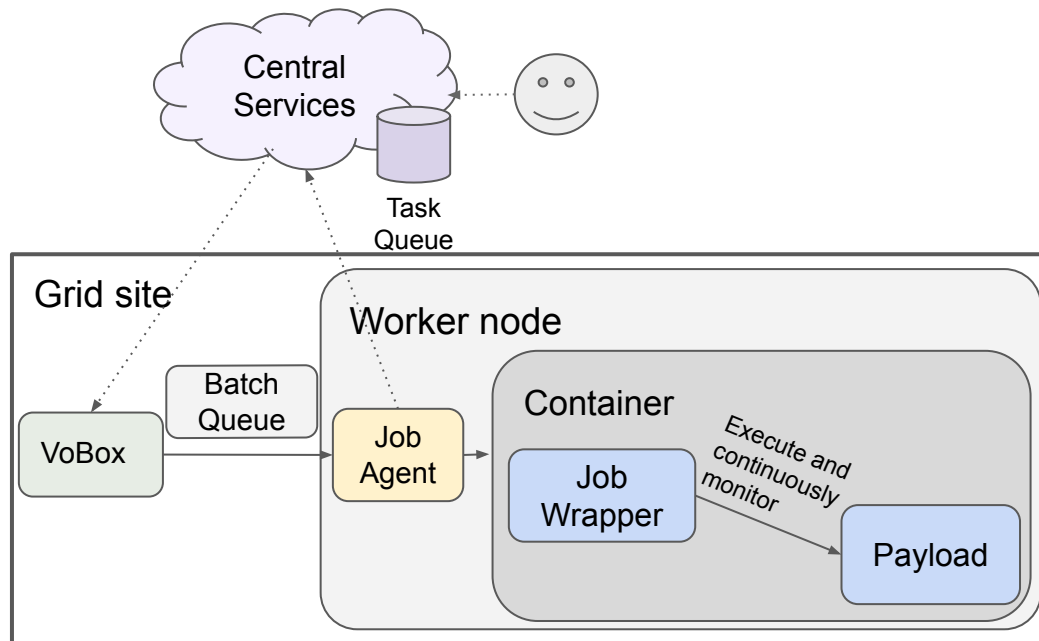 Central
Services
Task
Queue
Grid site
Worker node
Batch
Queue
VoBox
Job
Agent
Container
Job
Wrapper
Execute and
continuously
monitor
Payload